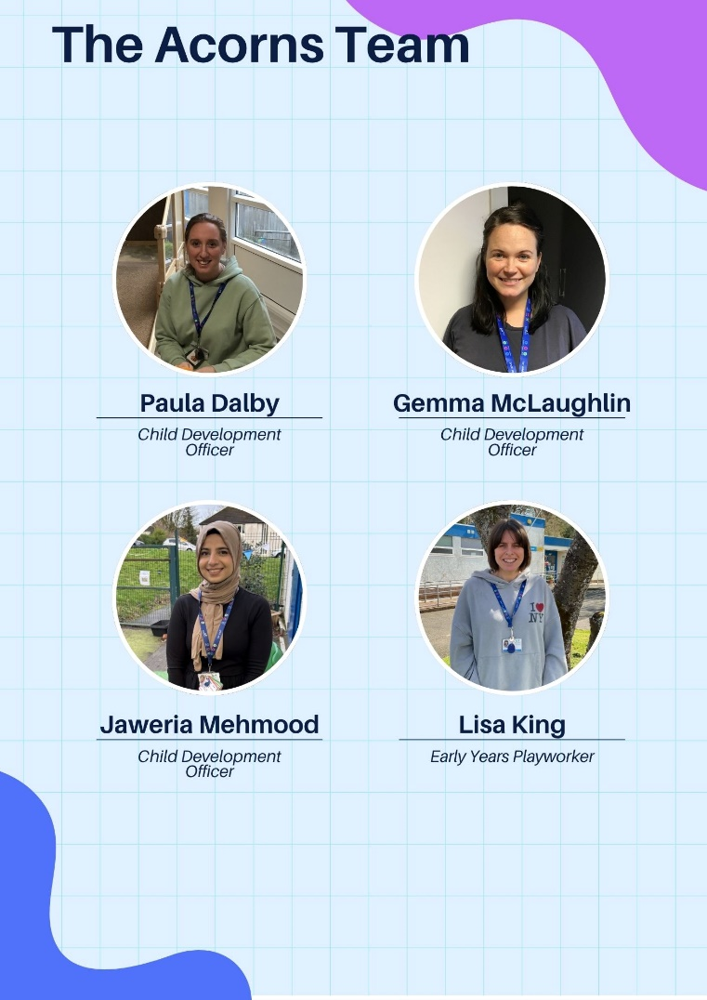 The Acorns Team
Paula Dalby
Child Development
Officer
Gemma McLaughlin
Child Development
Officer
I
NY
Jaweria Mehmood
Child Development
Officer
Lisa King
Early Years Playworker